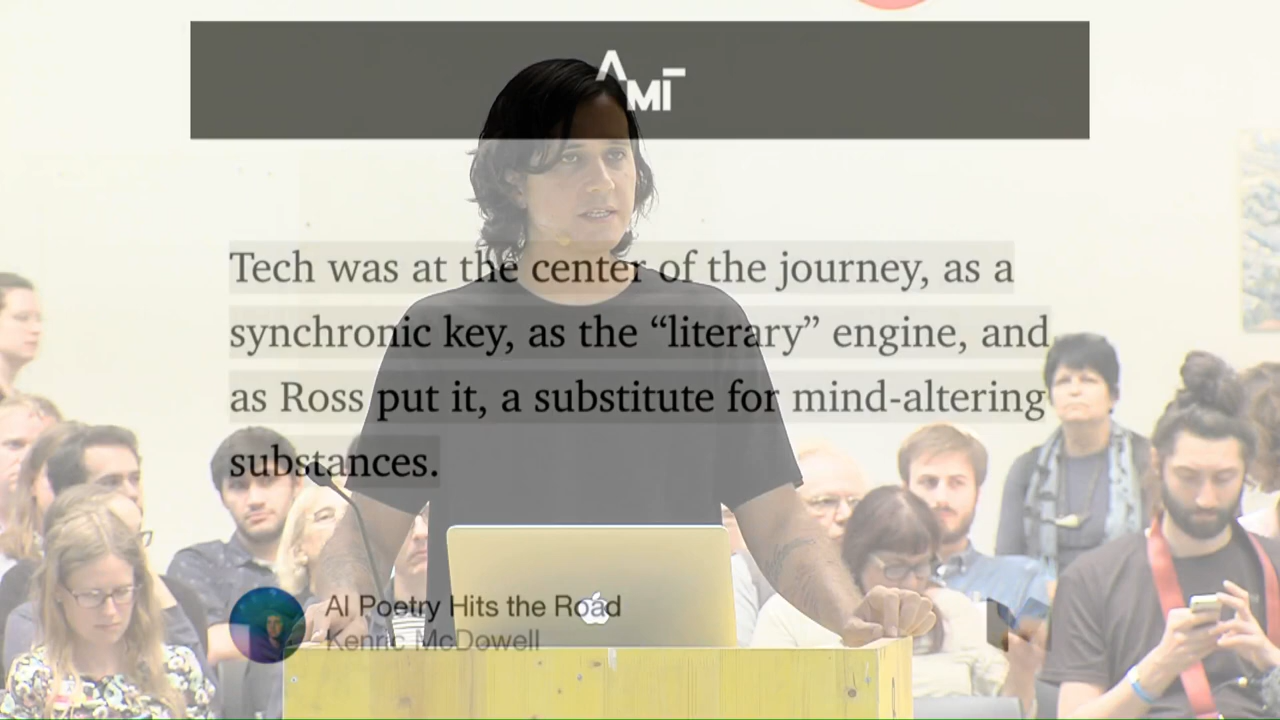 AMI
Tech was at the center of the journey, as a
synchronic key, as the “literary” engine, and
as Ross put it, a substitute for mind-altering
substances.
AI Poetry Hits the Road
Kenric McDowell